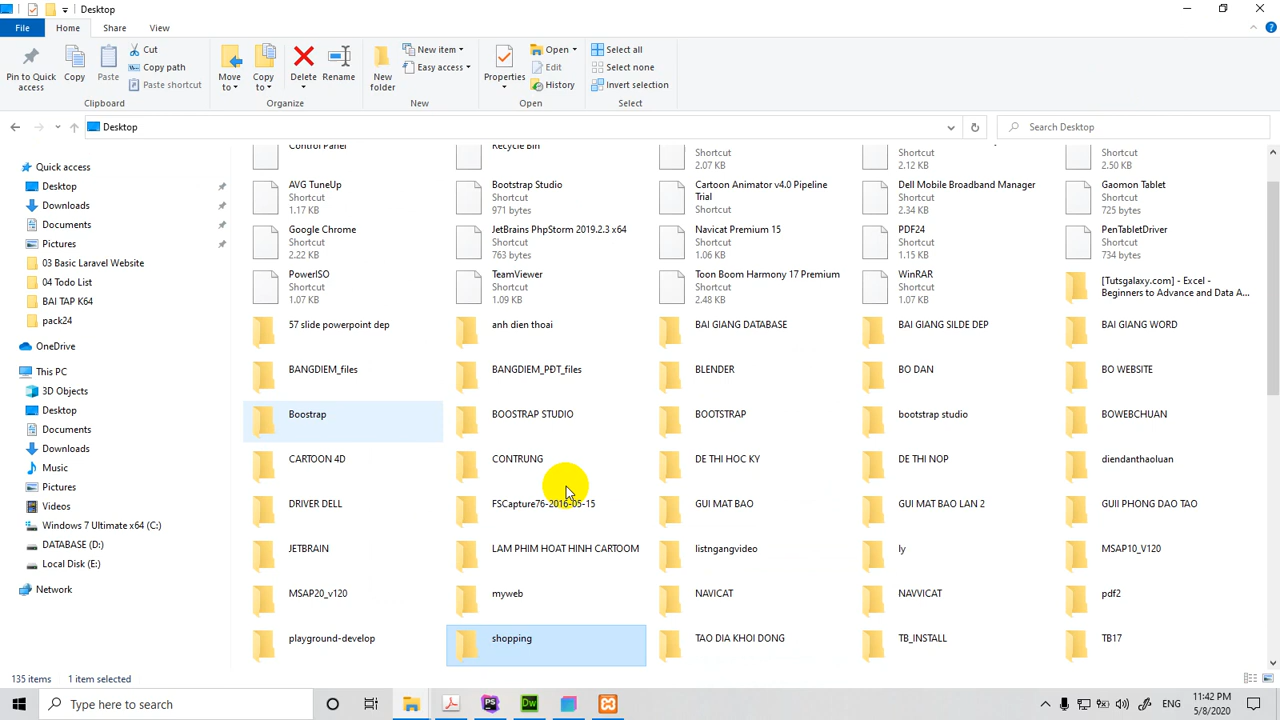 Desktop
File
Home
Share
View
Pin to Quick access
Copy
Paste
Cut
Copy path
Paste shortcut
Clipboard
Move to
Copy to
Delete
Rename
Organize
New folder
New item
Easy access
New
Properties
Open
Edit
History
Open
Select all
Select none
Invert selection
Select
Desktop
Search Desktop
Quick access
Desktop
Downloads
Documents
Pictures
03 Basic Laravel Website
04 Todo List
BAI TAP K64
pack24
OneDrive
This PC
3D Objects
Desktop
Documents
Downloads
Music
Pictures
Videos
Windows 7 Ultimate x64 (C:)
DATABASE (D:)
Local Disk (E:)
Network
Control Panel
Recycle Bin
Shortcut
2.07 KB
Shortcut
2.12 KB
Shortcut
2.50 KB
AVG TuneUp
Shortcut
1.17 KB
Bootstrap Studio
Shortcut
971 bytes
Cartoon Animator v4.0 Pipeline
Trial
Shortcut
Dell Mobile Broadband Manager
Shortcut
2.34 KB
Gaomon Tablet
Shortcut
725 bytes
Google Chrome
Shortcut
2.22 KB
JetBrains PhpStorm 2019.2.3 x64
Shortcut
763 bytes
Navicat Premium 15
Shortcut
1.06 KB
PDF24
Shortcut
1.15 KB
PenTabletDriver
Shortcut
734 bytes
PowerISO
Shortcut
1.07 KB
TeamViewer
Shortcut
1.09 KB
Toon Boom Harmony 17 Premium
Shortcut
2.48 KB
WinRAR
Shortcut
1.07 KB
[Tutsgalaxy.com] - Excel -
Beginners to Advance and Data A...
57 slide powerpoint dep
anh dien thoai
BAI GIANG DATABASE
BAI GIANG SILDE DEP
BAI GIANG WORD
BANGDIEM_files
BANGDIEM_PĐT_files
BLENDER
BO DAN
BO WEBSITE
Boostrap
BOOSTRAP STUDIO
BOOTSTRAP
bootstrap studio
BOWEBCHUAN
CARTOON 4D
CONTRUNG
DE THI HOC KY
DE THI NOP
diendanthaoluan
DRIVER DELL
FSCapture76-2016-05-15
GUI MAT BAO
GUI MAT BAO LAN 2
GUII PHONG DAO TAO
JETBRAIN
LAM PHIM HOAT HINH CARTOOM
listngangvideo
ly
MSAP10_V120
MSAP20_v120
myweb
NAVICAT
NAVVICAT
pdf2
playground-develop
shopping
TAO DIA KHOI DONG
TB_INSTALL
TB17
135 items
1 item selected
Type here to search
PS
Dw
ENG
11:42 PM
5/8/2020